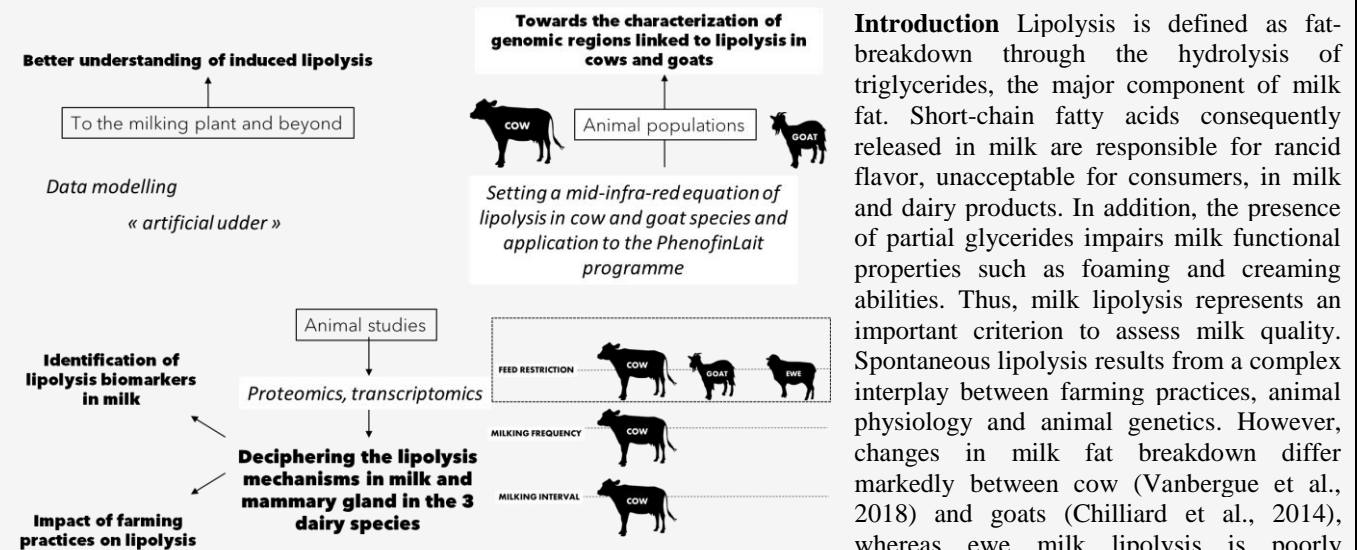 Better understanding of induced lipolysis
To the milking plant and beyond
Data modelling
« artificial udder »
Towards the characterization of
genomic regions linked to lipolysis in
cows and goats
COW
Animal populations
GOAT
Setting a mid-infra-red equation of
lipolysis in cow and goat species and
application to the PhenofinLait
programme
Animal studies
Identification of
lipolysis biomarkers
in milk
Proteomics, transcriptomics
Deciphering the lipolysis
mechanisms in milk and
mammary gland in the 3
dairy species
Impact of farming
practices on lipolysis
FEED RESTRICTION
COW
GOAT
EWE
MILKING FREQUENCY
COW
MILKING INTERVAL
COW
Introduction Lipolysis is defined as fat-
breakdown through the hydrolysis of
triglycerides, the major component of milk
fat. Short-chain fatty acids consequently
released in milk are responsible for rancid
flavor, unacceptable for consumers, in milk
and dairy products. In addition, the presence
of partial glycerides impairs milk functional
properties such as foaming and creaming
abilities. Thus, milk lipolysis represents an
important criterion to assess milk quality.
Spontaneous lipolysis results from a complex
interplay between farming practices, animal
physiology and animal genetics. However,
changes in milk fat breakdown differ
markedly between cow (Vanbergue et al.,
2018) and goats (Chilliard et al., 2014),
whereas ewe milk lipolysis is poorly